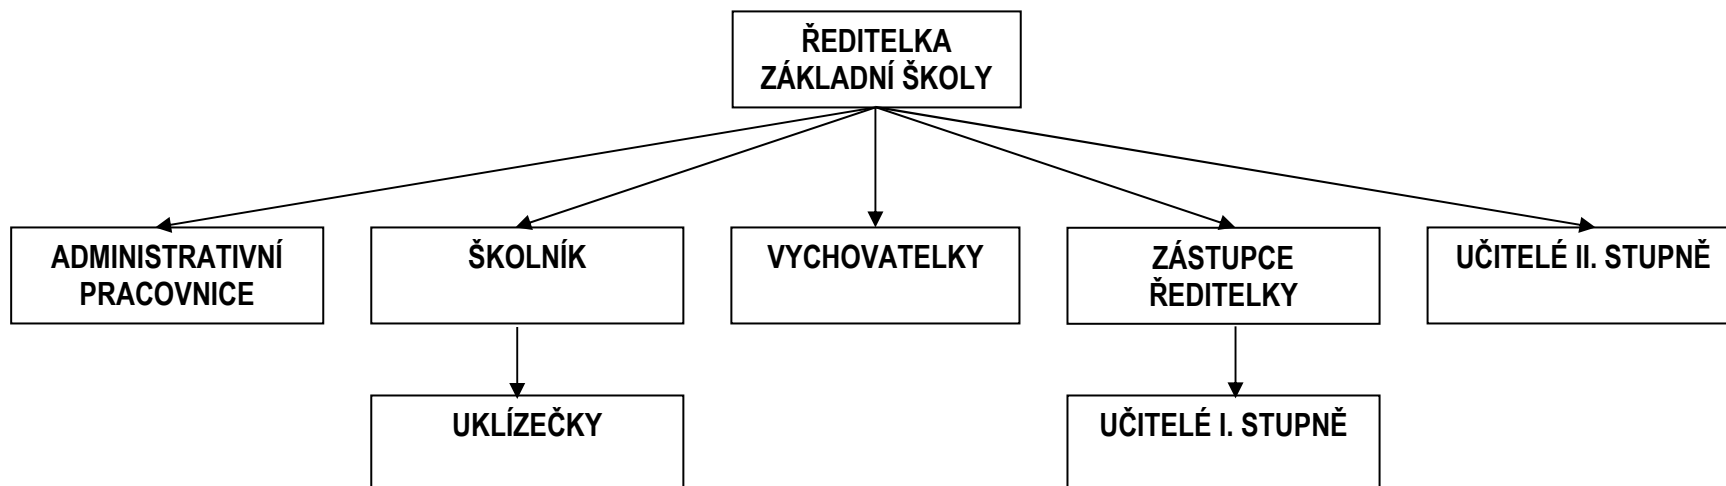 ŘEDITELKA
ZÁKLADNÍ ŠKOLY
ADMINISTRATIVNÍ
PRACOVNICE
ŠKOLNÍK
VYCHOVATELKY
ZÁSTUPCE
ŘEDITELKY
UČITELÉ II. STUPNĚ
UKLÍZEČKY
UČITELÉ I. STUPNĚ